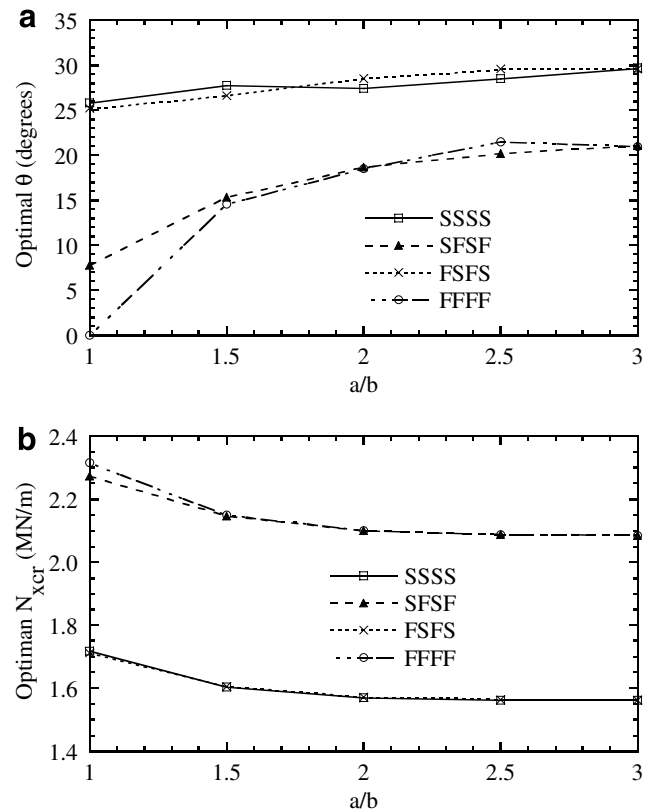 a
35
30
25
20
15
10
5
0
Optimal θ (degrees)
SSSS
SFSF
FSFS
FFFF
1 1.5 2 2.5 3
a/b
b
2.4
2.2
2.0
1.8
1.6
1.4
Optiman Nxcr (MN/m)
SSSS
SFSF
FSFS
FFFF
1 1.5 2 2.5 3
a/b